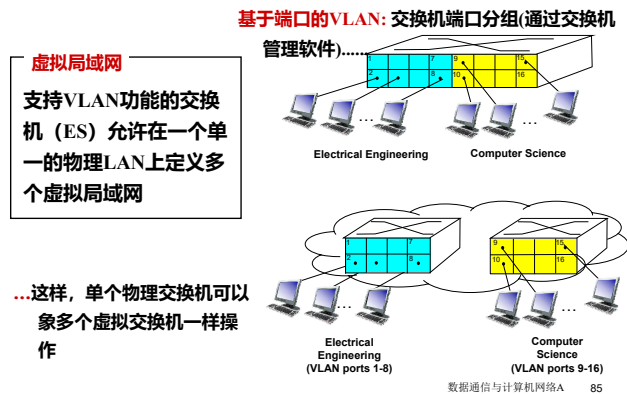 虚拟局域网
支持VLAN功能的交换
机（ES）允许在一个单
一的物理LAN上定义多
个虚拟局域网
…这样，单个物理交换机可以
象多个虚拟交换机一样操
作
基于端口的VLAN: 交换机端口分组(通过交换机
管理软件)......
1 7 9 15
2 8 10 16
…
…
Electrical Engineering
Computer Science
1 7
2 8
9 15
10 16
…
…
Electrical
Engineering
(VLAN ports 1-8)
Computer
Science
(VLAN ports 9-16)
数据通信与计算机网络A 85